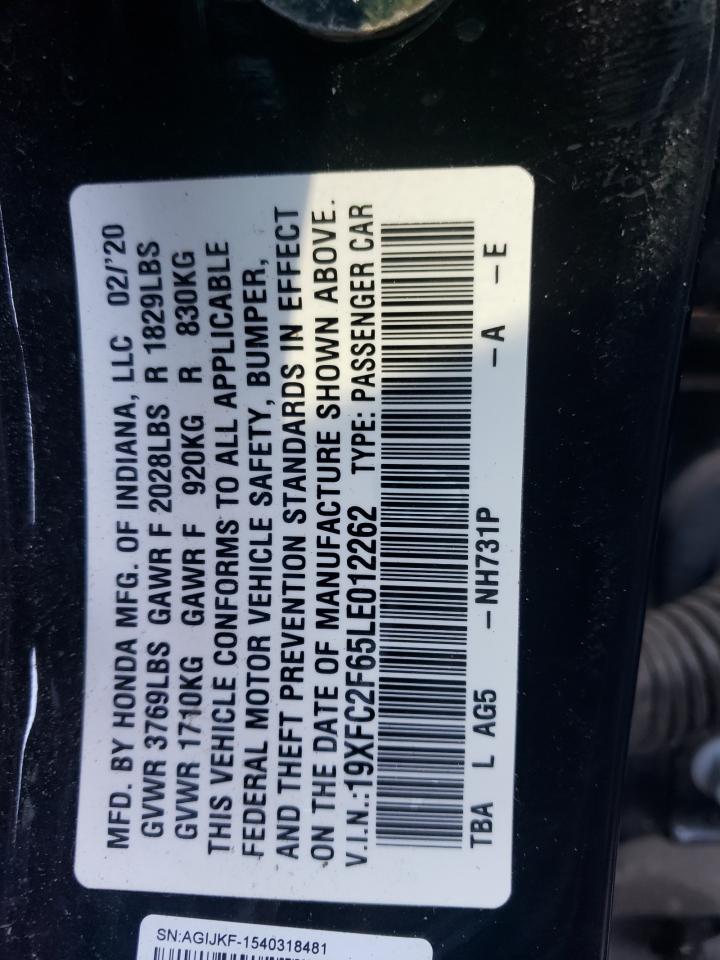 MFD. BY HONDA MFG. OF INDIANA, LLC 02/'20
GVWR 3769LBS GAWR F 2028LBS R 1829LBS
GVWR 1710KG GAWR F 920KG R 830KG
THIS VEHICLE CONFORMS TO ALL APPLICABLE
FEDERAL MOTOR VEHICLE SAFETY, BUMPER,
AND THEFT PREVENTION STANDARDS IN EFFECT
ON THE DATE OF MANUFACTURE SHOWN ABOVE.
V.I.N.:19XFC2F65LE012262 TYPE: PASSENGER CAR
TBA L AG5 -NH731P -A -E
SN:AGIJKF-1540318481